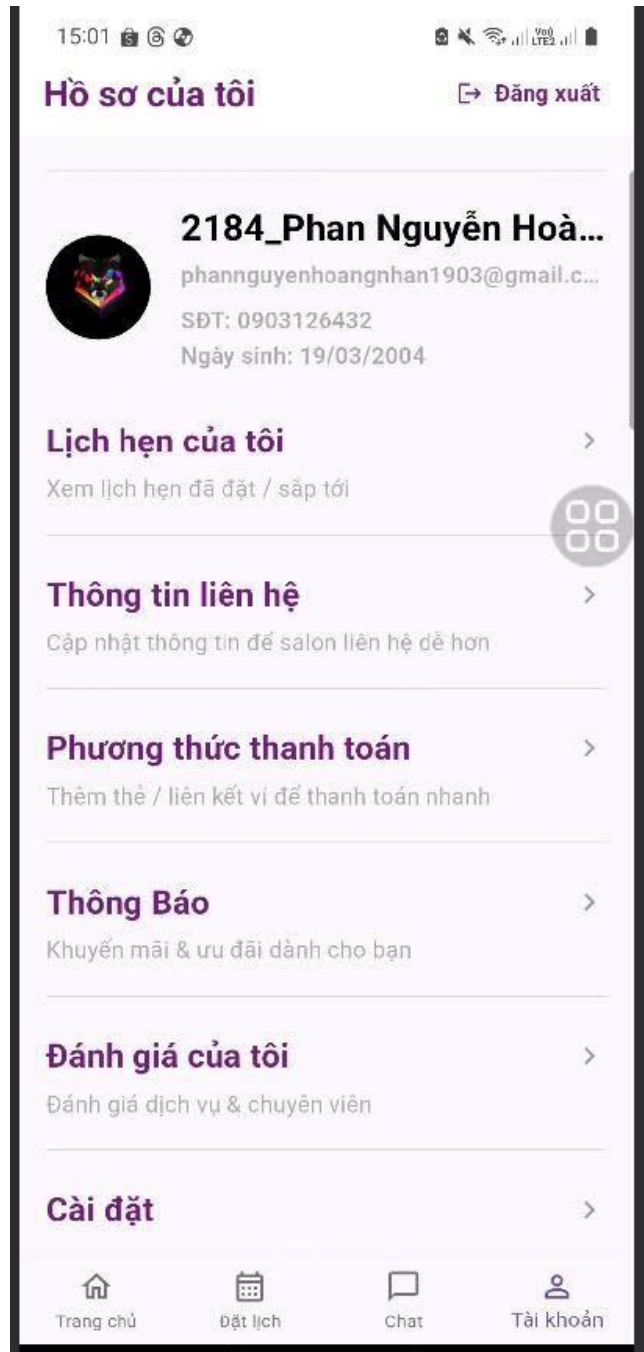 15:01
Hồ sơ của tôi
Đăng xuất
2184_Phan Nguyễn Hoà...
phannguyenhoangnhan1903@gmail.c...
SĐT: 0903126432
Ngày sinh: 19/03/2004
Lịch hẹn của tôi
Xem lịch hẹn đã đặt / sắp tới
Thông tin liên hệ
Cập nhật thông tin để salon liên hệ dễ hơn
Phương thức thanh toán
Thêm thẻ / liên kết ví để thanh toán nhanh
Thông Báo
Khuyến mãi & ưu đãi dành cho bạn
Đánh giá của tôi
Đánh giá dịch vụ & chuyên viên
Cài đặt
Trang chủ
Đặt lịch
Chat
Tài khoản